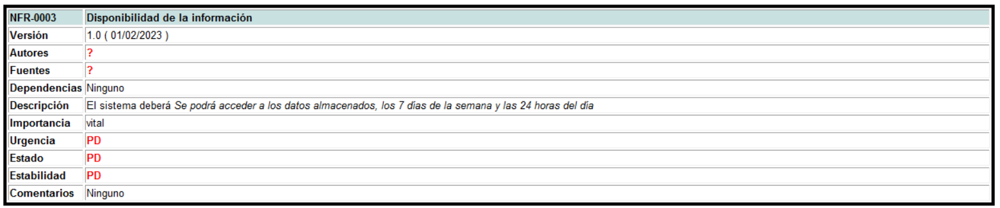 NFR-0003 Disponibilidad de la información
Versión 1.0 ( 01/02/2023 )
Autores ?
Fuentes ?
Dependencias Ninguno
Descripción El sistema deberá Se podrá acceder a los datos almacenados, los 7 días de la semana y las 24 horas del día
Importancia vital
Urgencia PD
Estado PD
Estabilidad PD
Comentarios Ninguno